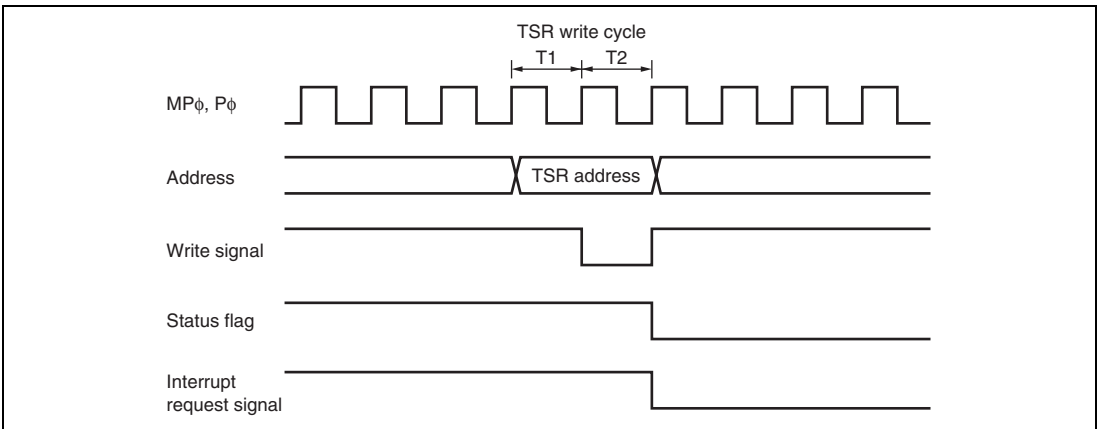 TSR write cycle
T1 T2
MPϕ, Pϕ
Address
TSR address
Write signal
Status flag
Interrupt
request signal